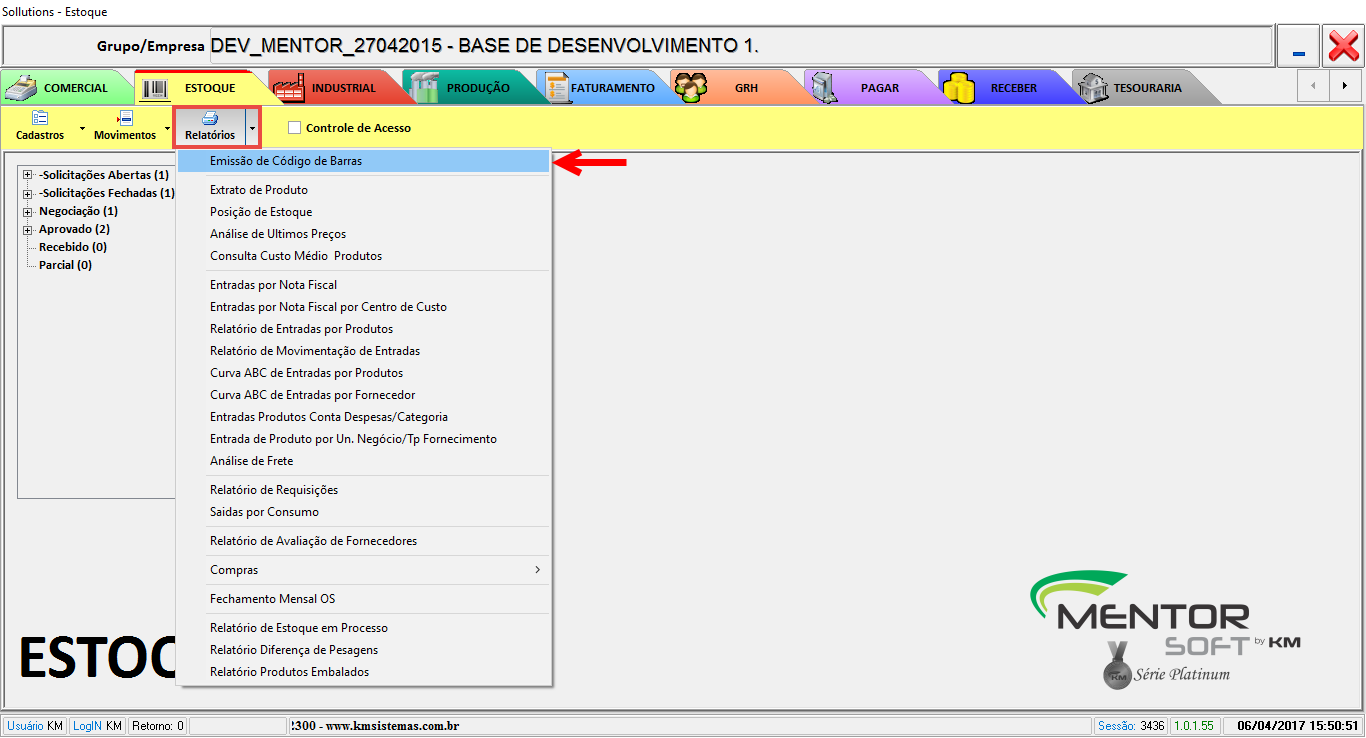 Sollutions - Estoque
Grupo/Empresa DEV_MENTOR_27042015 - BASE DE DESENVOLVIMENTO 1.
COMERCIAL ESTOQUE INDUSTRIAL PRODUÇÃO FATURAMENTO GRH PAGAR RECEBER TESOURARIA
Cadastros Movimentos Relatórios Controle de Acesso
-Solicitações Abertas (1)
-Solicitações Fechadas (1)
Negociação (1)
Aprovado (2)
Recebido (0)
Parcial (0)
Emissão de Código de Barras
Extrato de Produto
Posição de Estoque
Análise de Ultimos Preços
Consulta Custo Médio  Produtos
Entradas por Nota Fiscal
Entradas por Nota Fiscal por Centro de Custo
Relatório de Entradas por Produtos
Relatório de Movimentação de Entradas
Curva ABC de Entradas por Produtos
Curva ABC de Entradas por Fornecedor
Entradas Produtos Conta Despesas/Categoria
Entrada de Produto por Un. Negócio/Tp Fornecimento
Análise de Frete
Relatório de Requisições
Saidas por Consumo
Relatório de Avaliação de Fornecedores
Compras
Fechamento Mensal OS
Relatório de Estoque em Processo
Relatório Diferença de Pesagens
Relatório Produtos Embalados
ESTOC
MENTOR
SOFT by KM
KM Série Platinum
Usuário KM LogIN KM Retorno: 0 !300 - www.kmsistemas.com.br Sessão: 3436 1.0.1.55 06/04/2017 15:50:51